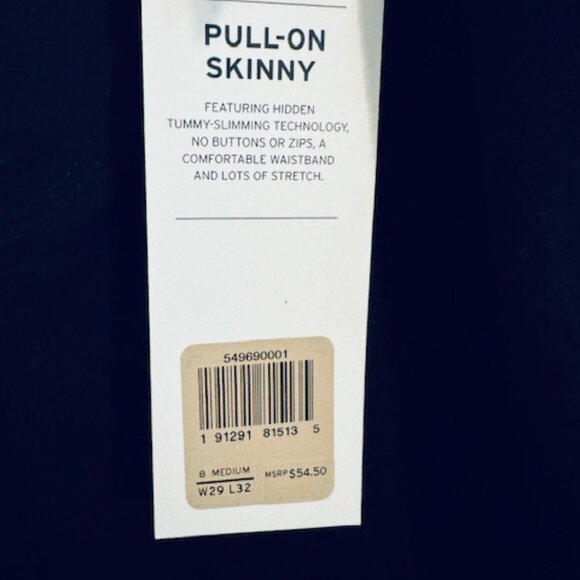 PULL-ON
SKINNY
FEATURING HIDDEN
TUMMY-SLIMMING TECHNOLOGY,
NO BUTTONS OR ZIPS, A
COMFORTABLE WAISTBAND
AND LOTS OF STRETCH.
549690001
1 91291 81513 5
8 MEDIUM MSRP $54.50
W29 L32